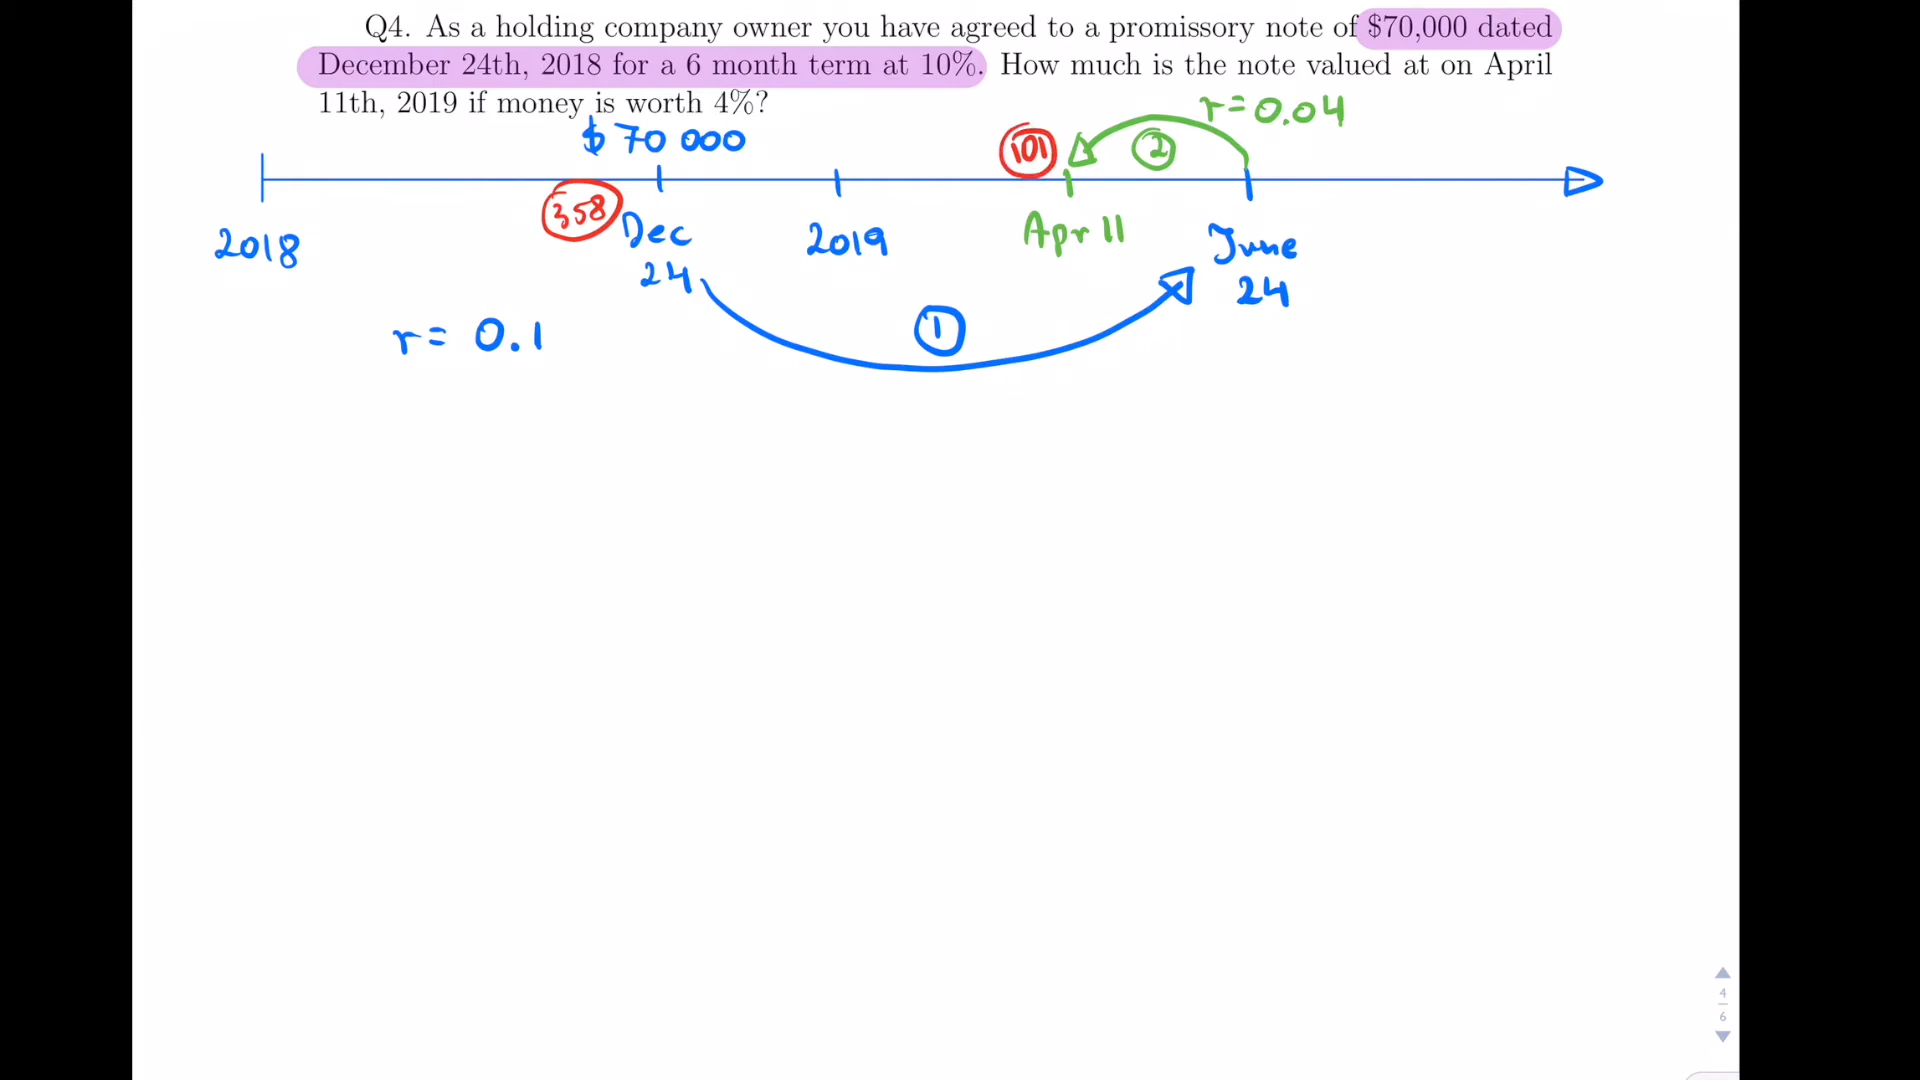 Q4. As a holding company owner you have agreed to a promissory note of $70,000 dated
December 24th, 2018 for a 6 month term at 10%. How much is the note valued at on April
11th, 2019 if money is worth 4%?
r=0.04
$ 70 000
101
2
358
2018
Dec
24
2019
Apr 11
June
24
r= 0.1
1
4
6